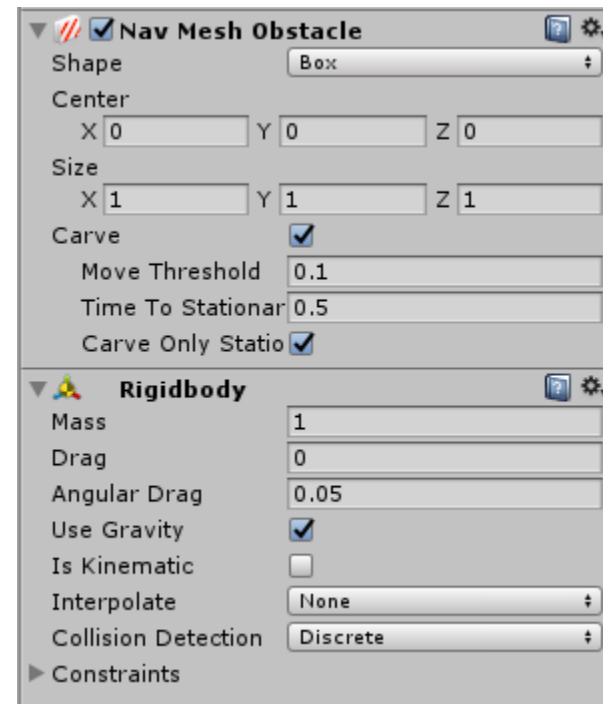 Nav Mesh Obstacle
Shape Box
Center
X 0 Y 0 Z 0
Size
X 1 Y 1 Z 1
Carve
Move Threshold 0.1
Time To Stationar 0.5
Carve Only Statio
Rigidbody
Mass 1
Drag 0
Angular Drag 0.05
Use Gravity
Is Kinematic
Interpolate None
Collision Detection Discrete
Constraints